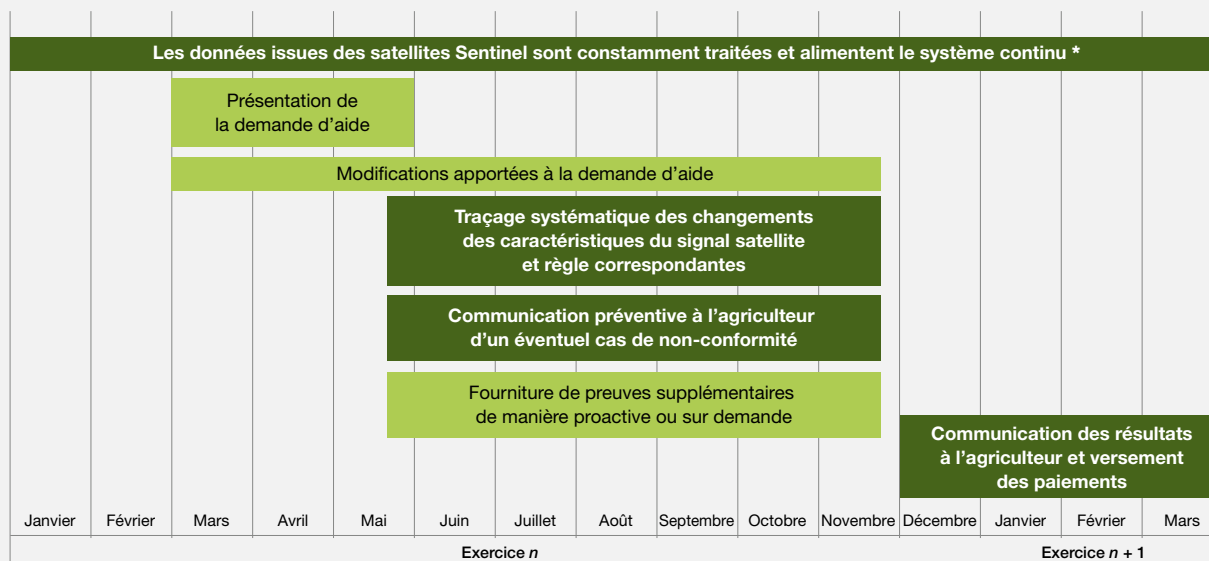 Les données issues des satellites Sentinel sont constamment traitées et alimentent le système continu *
Présentation de
la demande d'aide
Modifications apportées à la demande d'aide
Traçage systématique des changements
des caractéristiques du signal satellite
et règle correspondantes
Communication préventive à l'agriculteur
d'un éventuel cas de non-conformité
Fourniture de preuves supplémentaires
de manière proactive ou sur demande
Communication des résultats
à l'agriculteur et versement
des paiements
Janvier Février Mars Avril Mai Juin Juillet Août Septembre Octobre Novembre Décembre Janvier Février Mars
Exercice n Exercice n + 1